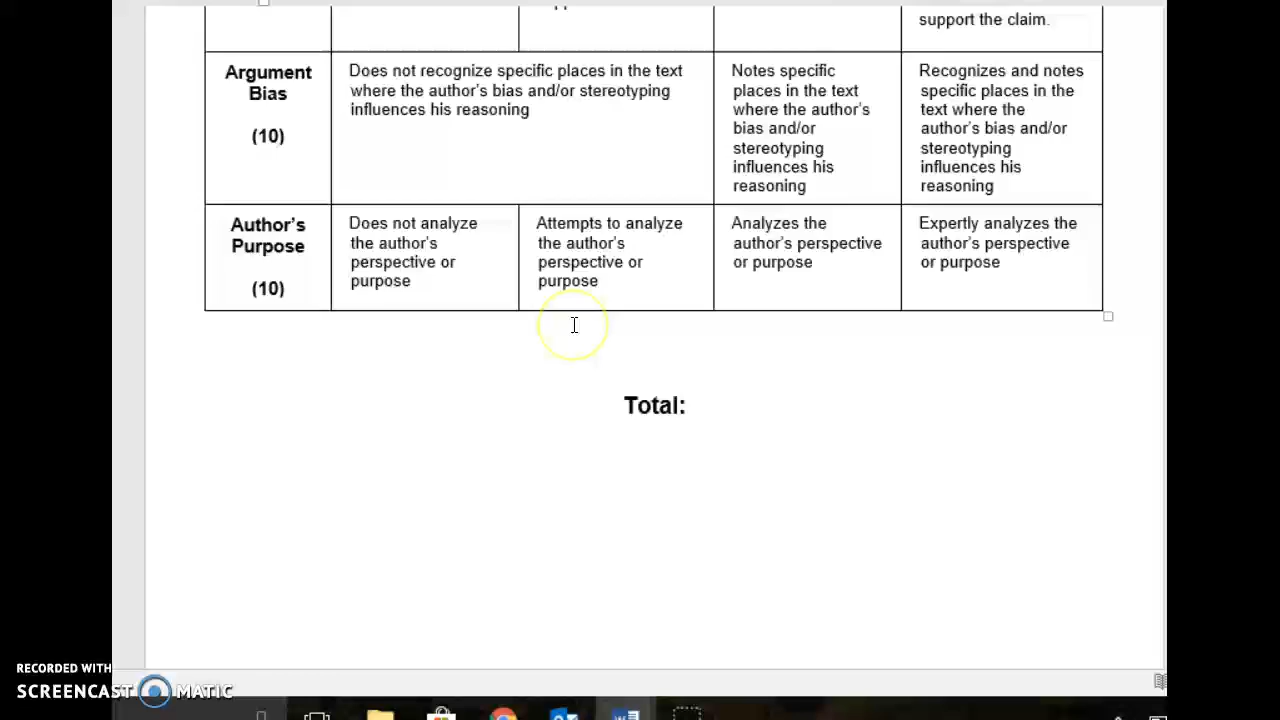 support the claim.
Argument
Bias
(10)
Does not recognize specific places in the text
where the author's bias and/or stereotyping
influences his reasoning
Notes specific
places in the text
where the author's
bias and/or
stereotyping
influences his
reasoning
Recognizes and notes
specific places in the
text where the
author's bias and/or
stereotyping
influences his
reasoning
Author's
Purpose
(10)
Does not analyze
the author's
perspective or
purpose
Attempts to analyze
the author's
perspective or
purpose
Analyzes the
author's perspective
or purpose
Expertly analyzes the
author's perspective
or purpose
Total:
RECORDED WITH
SCREENCAST MATIC